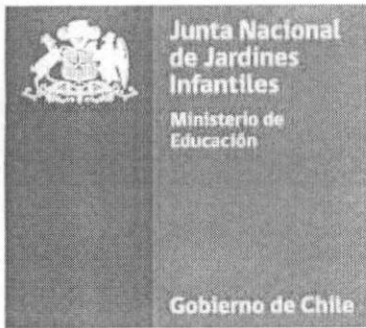 Junta Nacional
de Jardines
Infantiles
Ministerio de
Educación
Gobierno de Chile